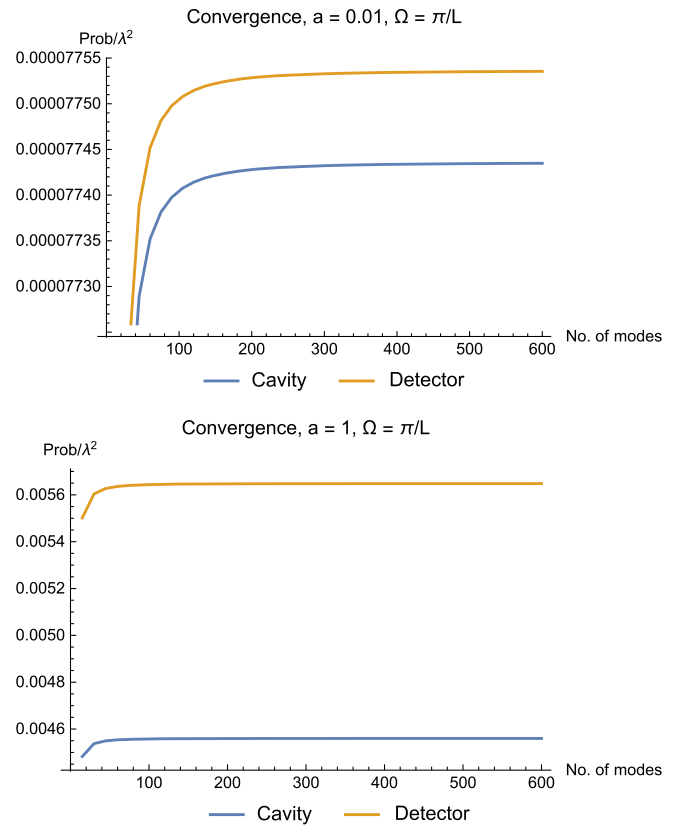 Convergence, a = 0.01, Ω = π/L
Prob/λ²
0.00007755
0.00007750
0.00007745
0.00007740
0.00007735
0.00007730
100 200 300 400 500 600
No. of modes
Cavity Detector
Convergence, a = 1, Ω = π/L
Prob/λ²
0.0056
0.0054
0.0052
0.0050
0.0048
0.0046
100 200 300 400 500 600
No. of modes
Cavity Detector